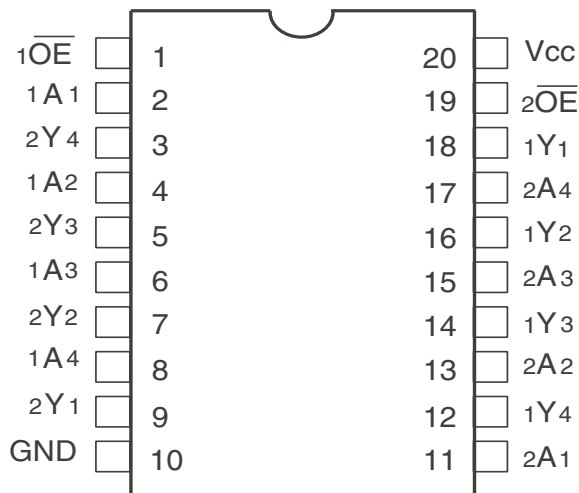 1OE 1 20 Vcc
1A1 2 19 2OE
2Y4 3 18 1Y1
1A2 4 17 2A4
2Y3 5 16 1Y2
1A3 6 15 2A3
2Y2 7 14 1Y3
1A4 8 13 2A2
2Y1 9 12 1Y4
GND 10 11 2A1